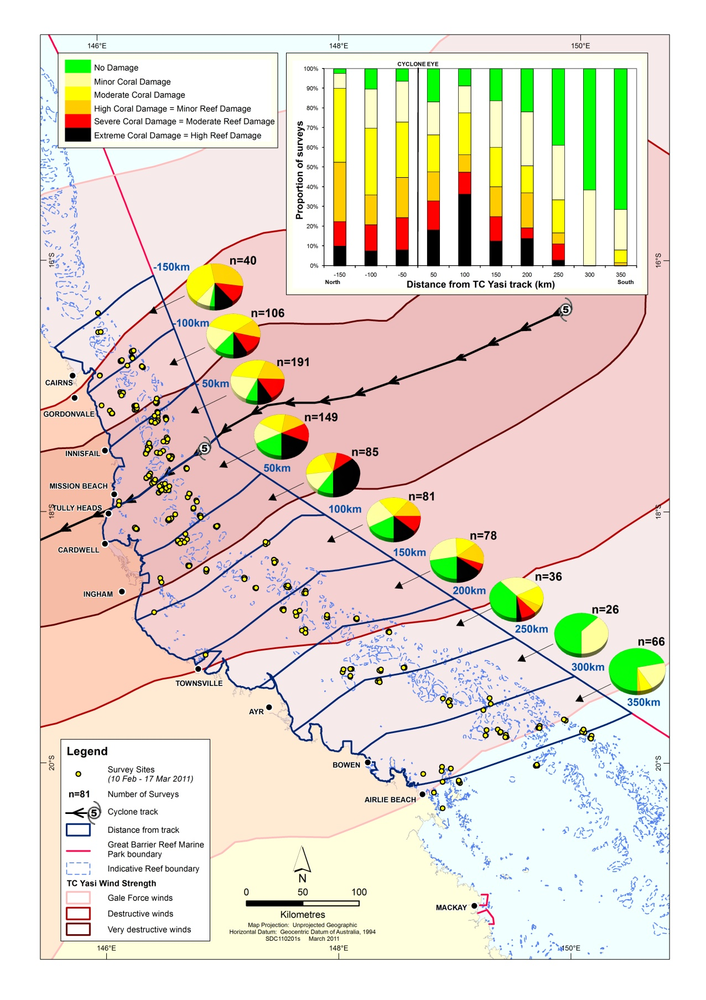 146°E
148°E
150°E
No Damage
Minor Coral Damage
Moderate Coral Damage
High Coral Damage = Minor Reef Damage
Severe Coral Damage = Moderate Reef Damage
Extreme Coral Damage = High Reef Damage
CYCLONE EYE
Proportion of surveys
100%
90%
80%
70%
60%
50%
40%
30%
20%
10%
0%
-150
-100
-50
50
100
150
200
250
300
350
North
South
Distance from TC Yasi track (km)
16°S
16°S
-150km
n=40
5
-100km
n=106
n=191
- 50km
CAIRNS
GORDONVALE
n=149
5
INNISFAIL
n=85
50km
MISSION BEACH
n=81
TULLY HEADS
100km
18°S
18°S
n=78
CARDWELL
150km
n=36
INGHAM
200km
n=26
250km
n=66
300km
TOWNSVILLE
350km
AYR
BOWEN
20°S
20°S
AIRLIE BEACH
Legend
Survey Sites
(10 Feb - 17 Mar 2011)
n=81
Number of Surveys
5
Cyclone track
Distance from track
Great Barrier Reef Marine
Park boundary
Indicative Reef boundary
TC Yasi Wind Strength
Gale Force winds
Destructive winds
Very destructive winds
N
0
50
100
Kilometres
Map Projection: Unprojected Geographic
Horizontal Datum: Geocentric Datum of Australia, 1994
SDC110201s March 2011
MACKAY
146°E
148°E
150°E